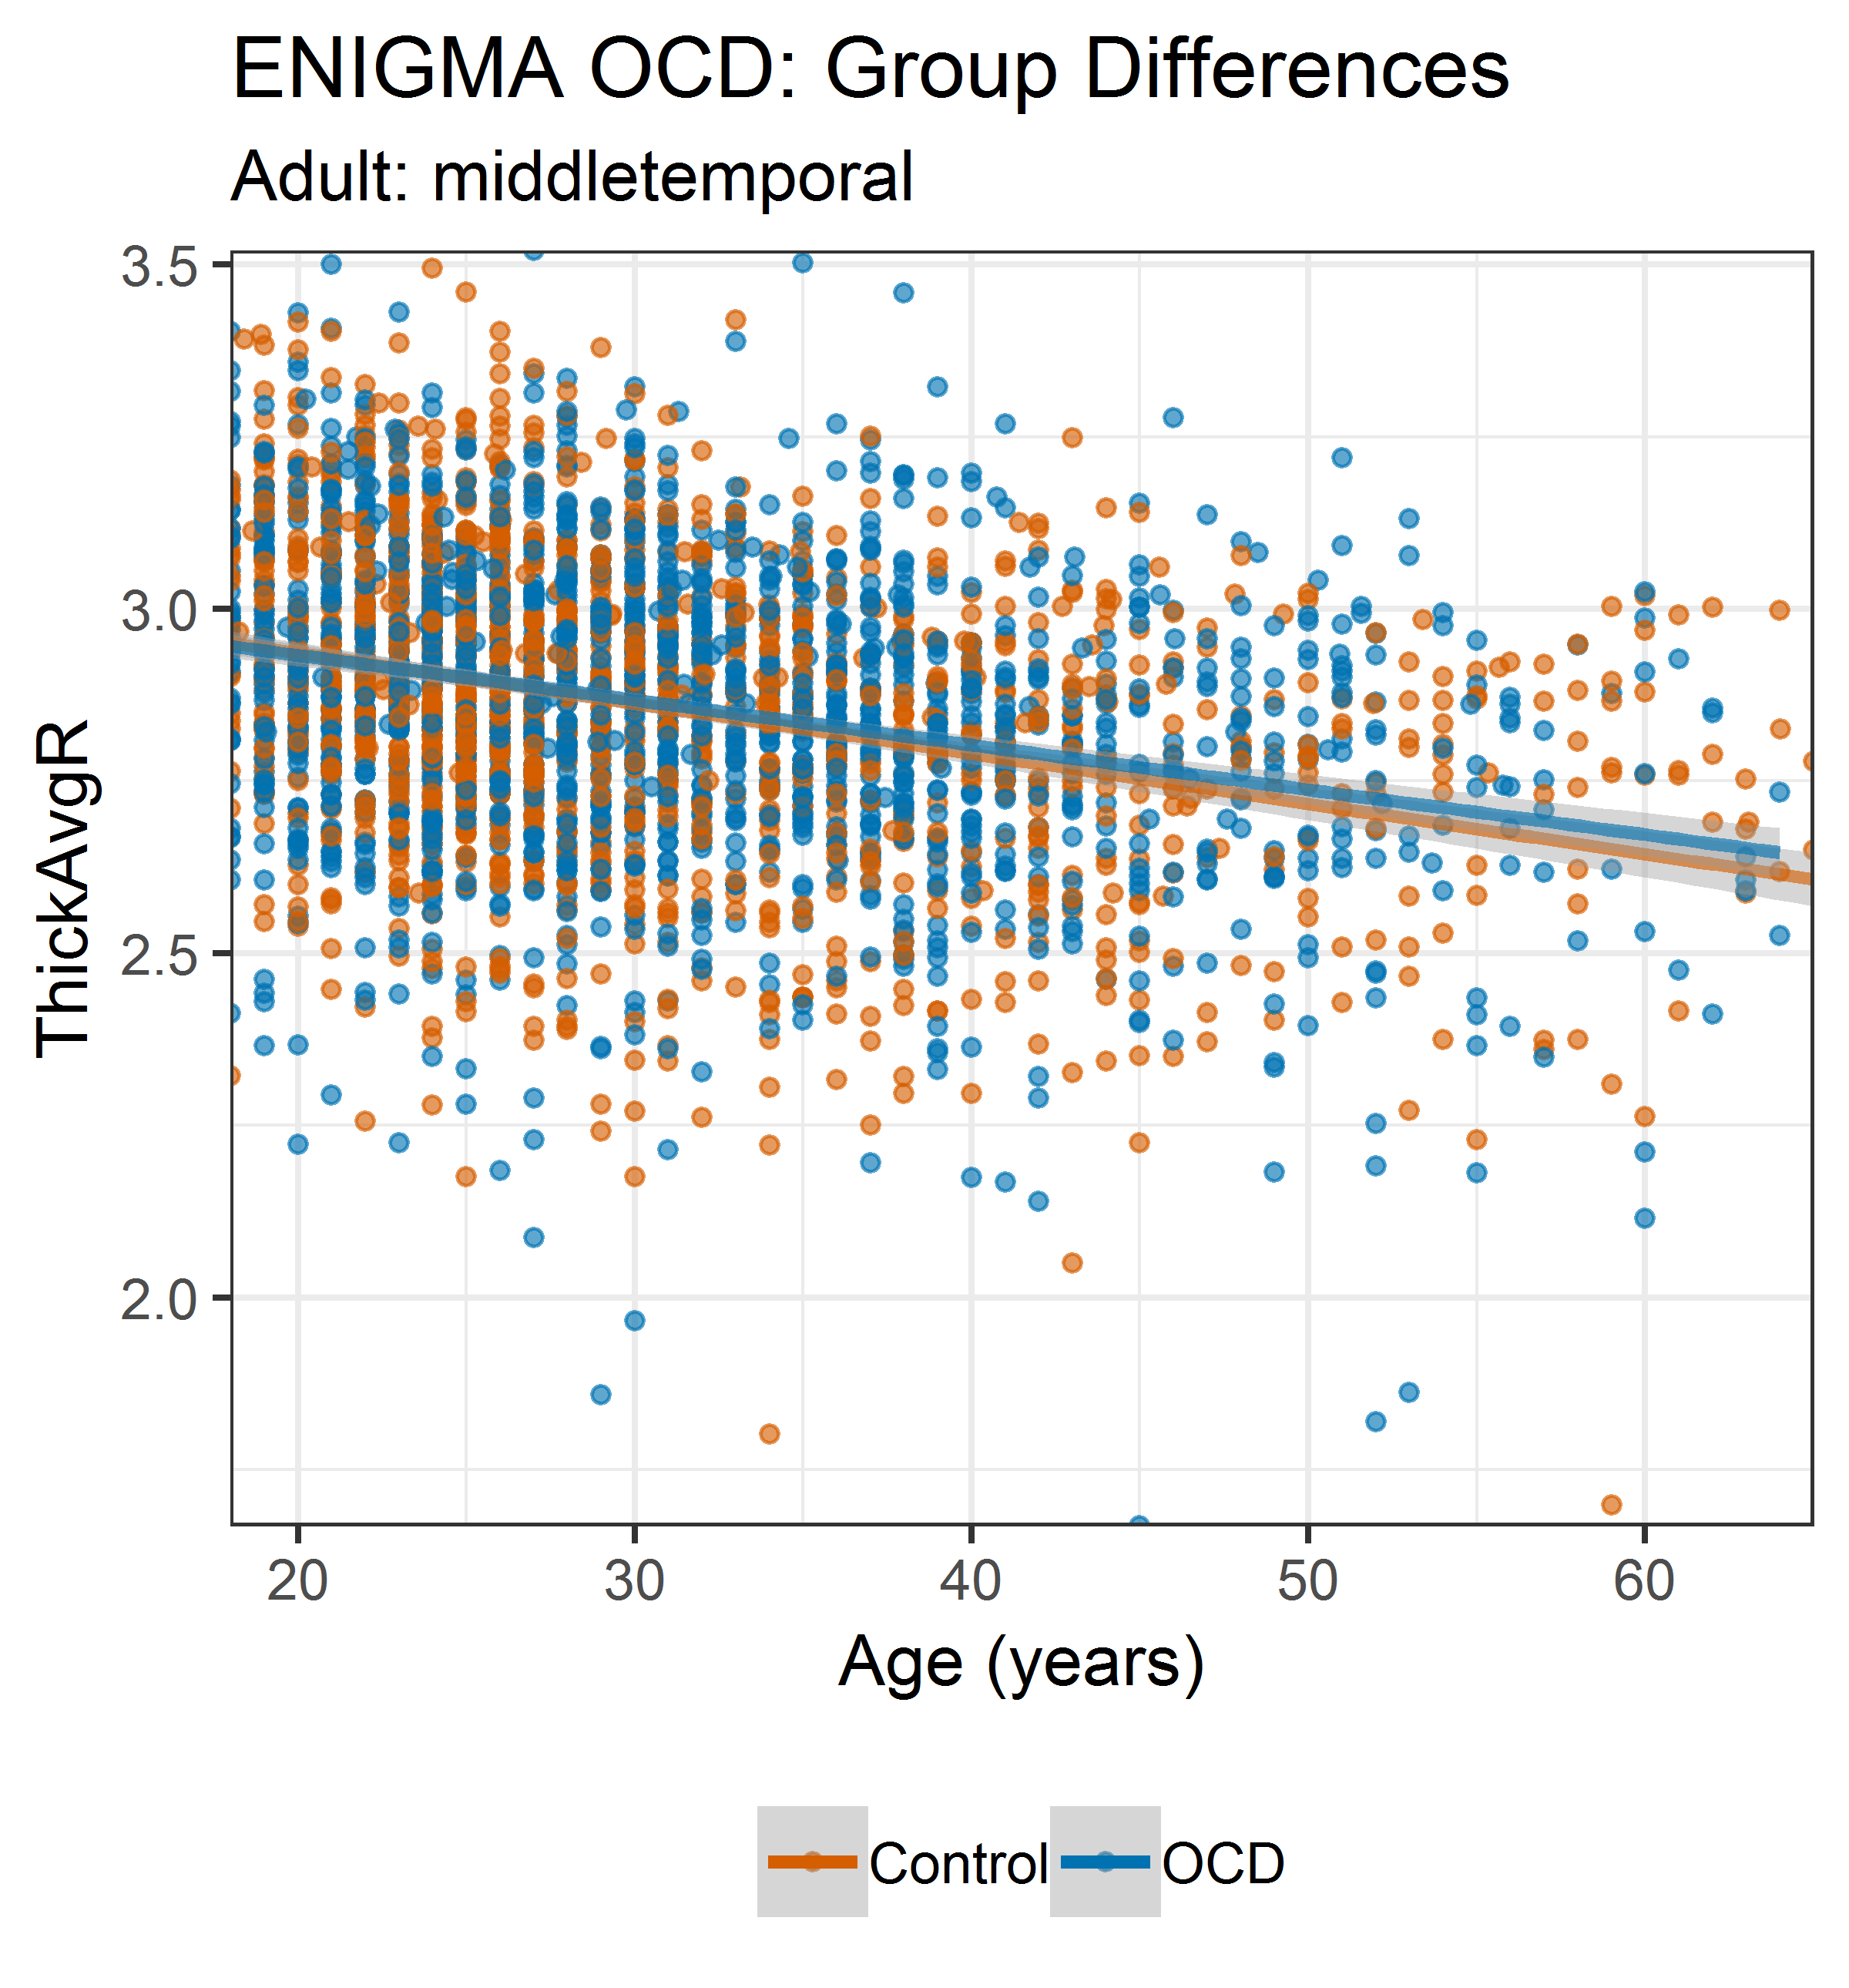 ENIGMA OCD: Group Differences
Adult: middletemporal
3.5
3.0
2.5
2.0
ThickAvgR
20 30 40 50 60
Age (years)
Control OCD